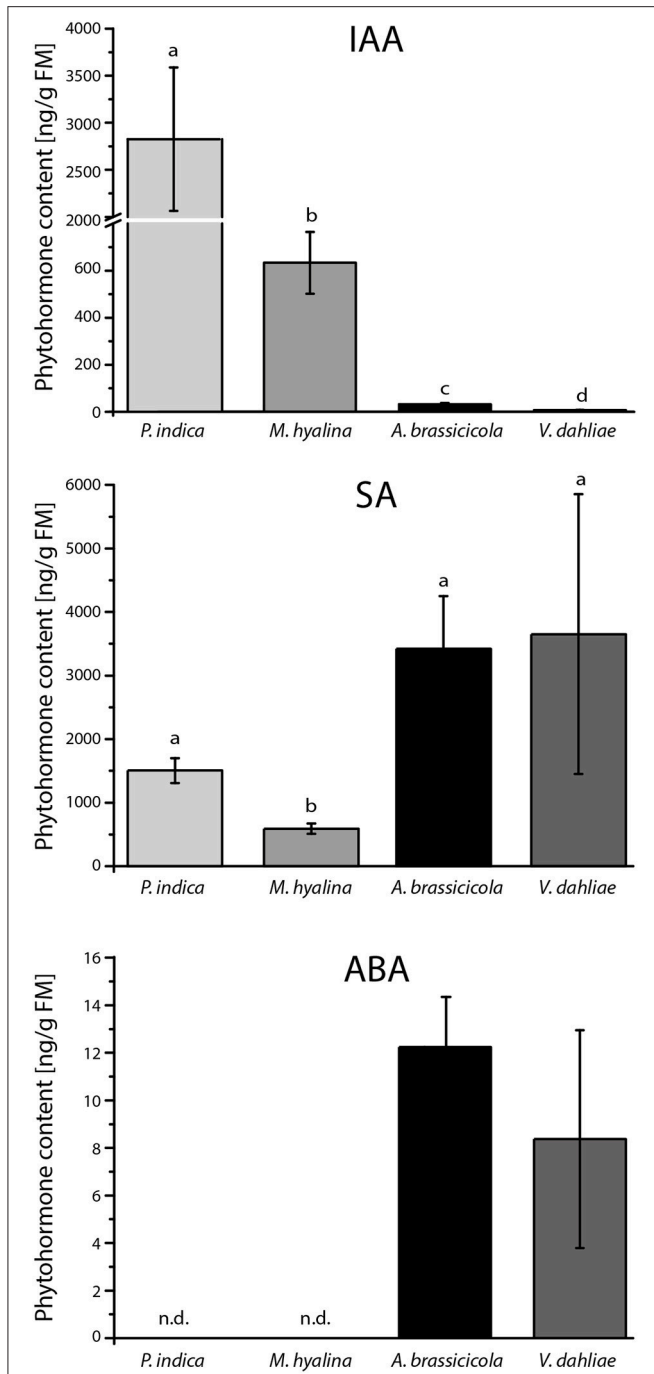 IAA
Phytohormone content [ng/g FM]
4000
3500
3000
2500
2000
600
400
200
0
a
b
c
d
P. indica M. hyalina A. brassicicola V. dahliae
SA
Phytohormone content [ng/g FM]
6000
5000
4000
3000
2000
1000
0
a
b
a
a
P. indica M. hyalina A. brassicicola V. dahliae
ABA
Phytohormone content [ng/g FM]
16
14
12
10
8
6
4
2
0
n.d. n.d.
P. indica M. hyalina A. brassicicola V. dahliae